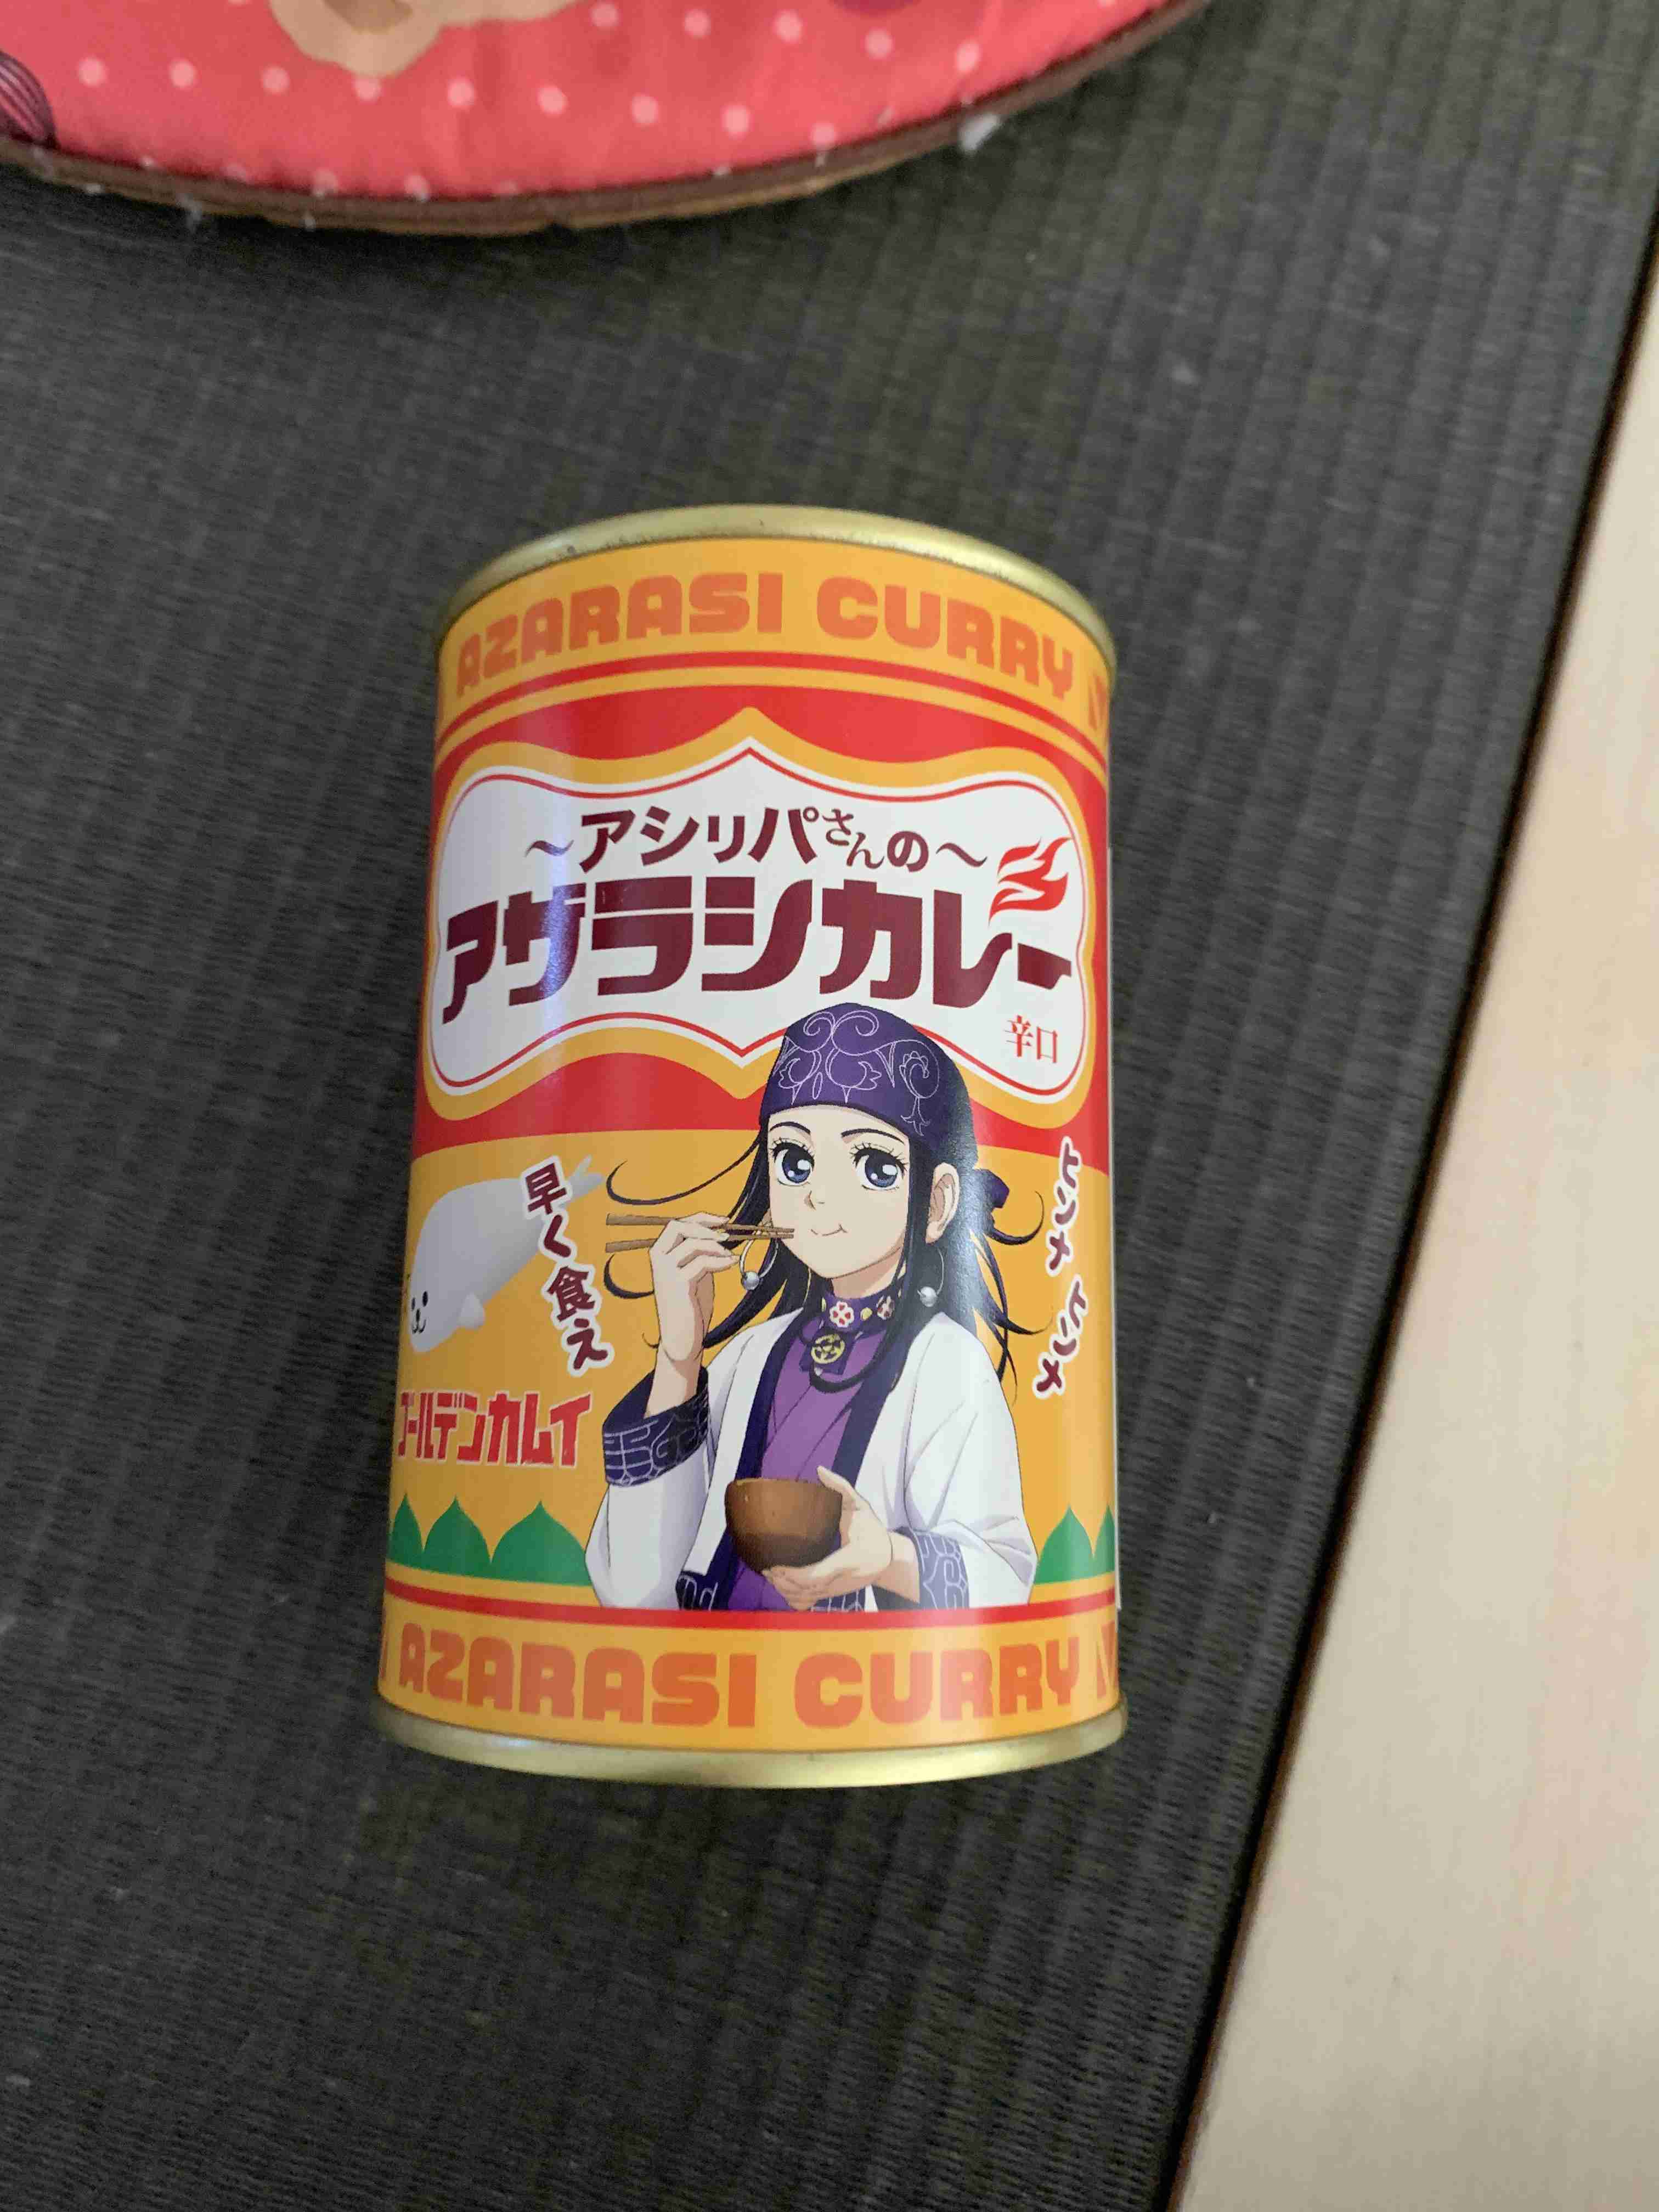 AZARASI CURRY
～アシㇼパさんの～
アザラシカレー
辛口
早く食え
ヒンナ ヒンナ
ゴールデンカムイ
AZARASI CURRY